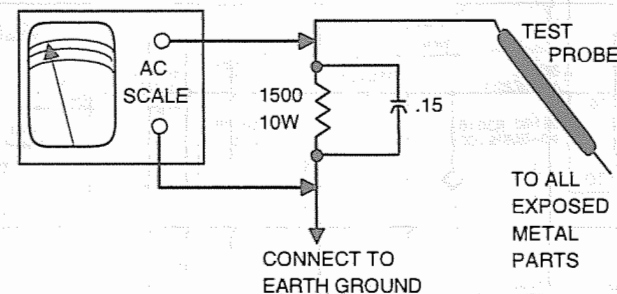 AC
SCALE
1500
10W
.15
TEST
PROBE
TO ALL
EXPOSED
METAL
PARTS
CONNECT TO
EARTH GROUND